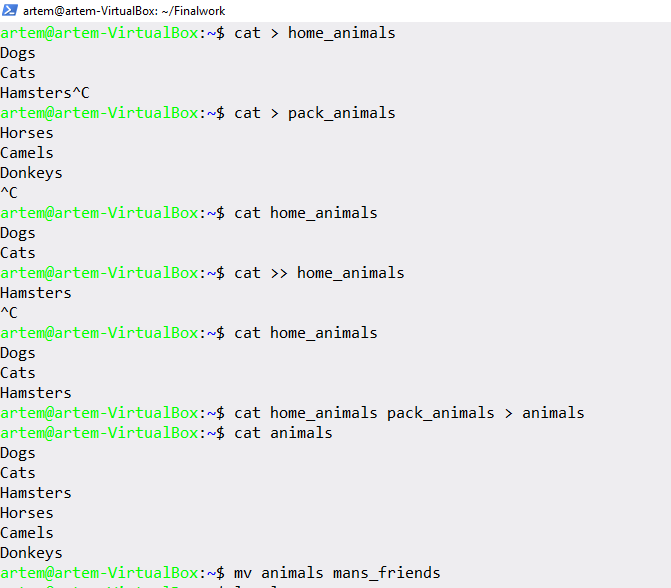 artem@artem-VirtualBox: ~/Finalwork
artem@artem-VirtualBox:~$ cat > home_animals
Dogs
Cats
Hamsters^C
artem@artem-VirtualBox:~$ cat > pack_animals
Horses
Camels
Donkeys
^C
artem@artem-VirtualBox:~$ cat home_animals
Dogs
Cats
artem@artem-VirtualBox:~$ cat >> home_animals
Hamsters
^C
artem@artem-VirtualBox:~$ cat home_animals
Dogs
Cats
Hamsters
artem@artem-VirtualBox:~$ cat home_animals pack_animals > animals
artem@artem-VirtualBox:~$ cat animals
Dogs
Cats
Hamsters
Horses
Camels
Donkeys
artem@artem-VirtualBox:~$ mv animals mans_friends